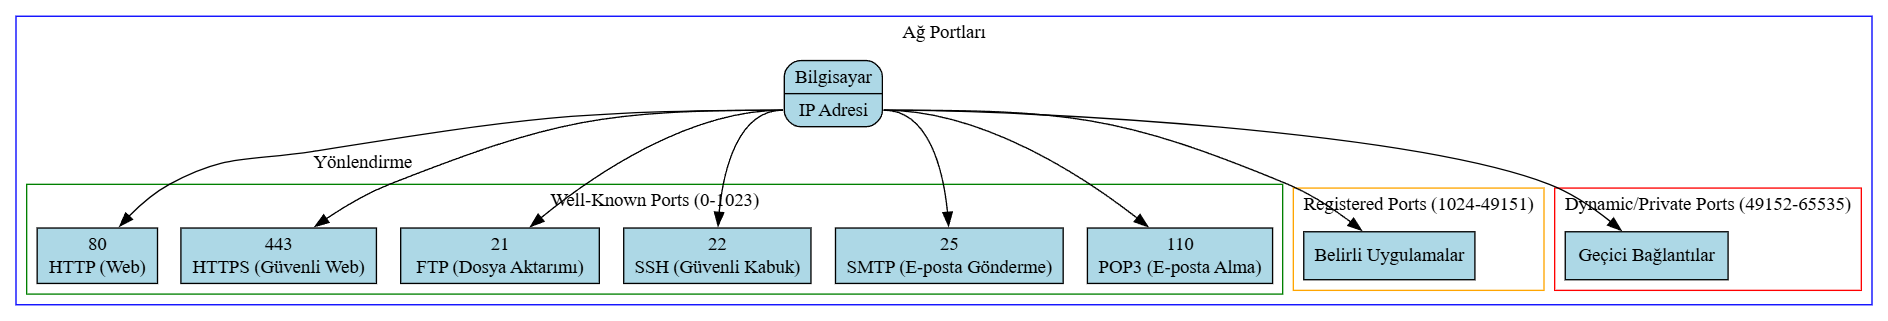 Ağ Portları
Bilgisayar
IP Adresi
Yönlendirme
Well-Known Ports (0-1023)
80
HTTP (Web)
443
HTTPS (Güvenli Web)
21
FTP (Dosya Aktarımı)
22
SSH (Güvenli Kabuk)
25
SMTP (E-posta Gönderme)
110
POP3 (E-posta Alma)
Registered Ports (1024-49151)
Belirli Uygulamalar
Dynamic/Private Ports (49152-65535)
Geçici Bağlantılar